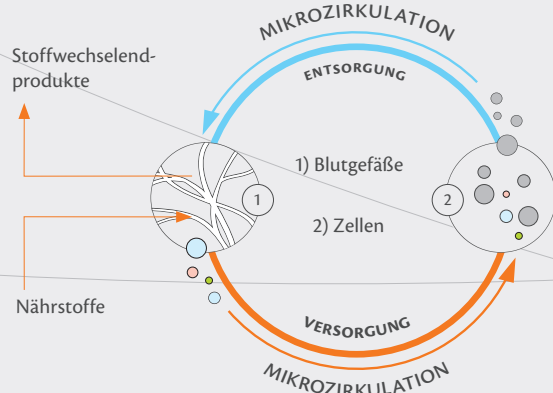 MIKROZIRKULATION
ENTSORGUNG
Stoffwechselend-
produkte
1) Blutgefäße
1
2
2) Zellen
Nährstoffe
VERSORGUNG
MIKROZIRKULATION